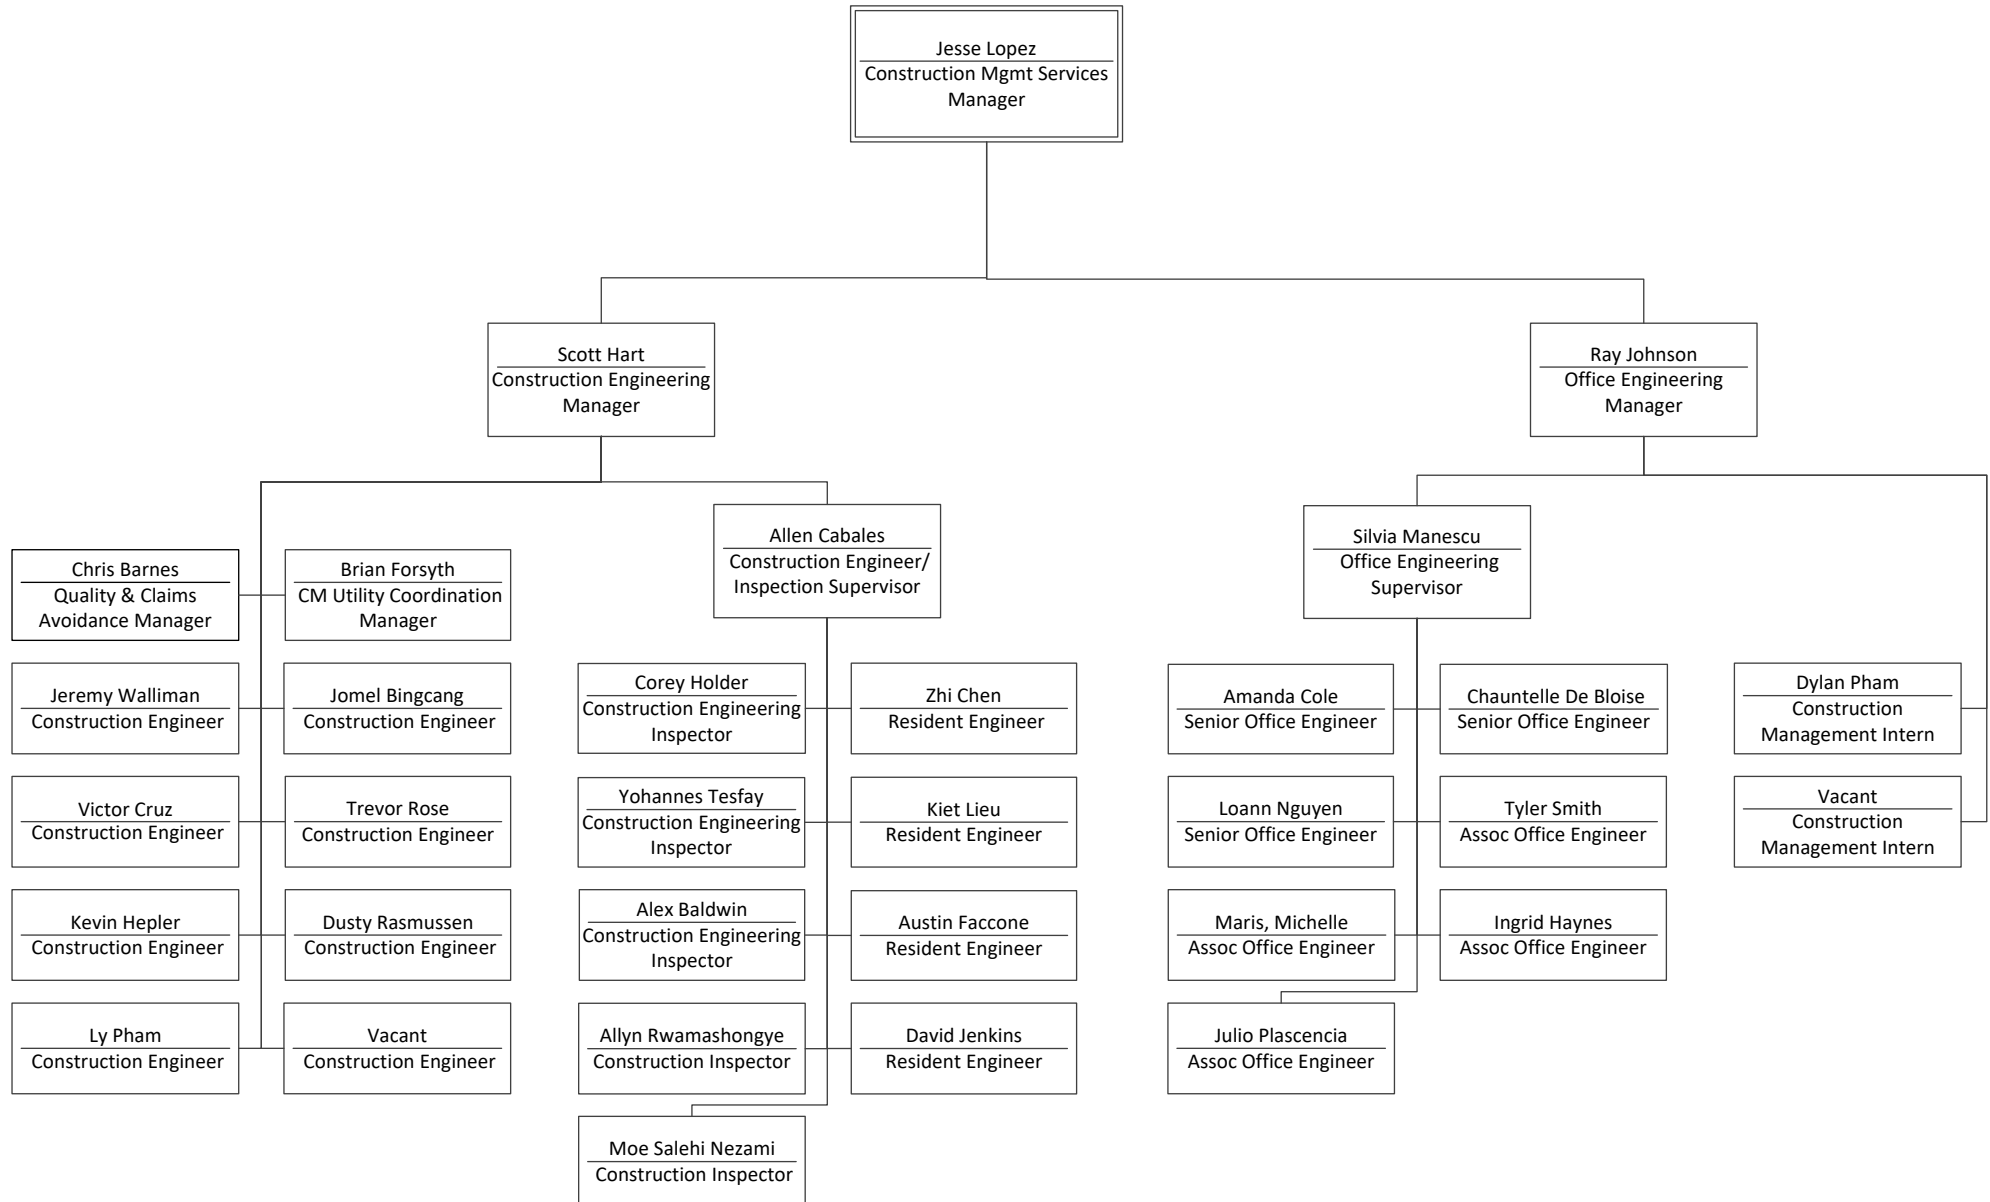 Jesse Lopez
Construction Mgmt Services
Manager
Scott Hart
Construction Engineering
Manager
Ray Johnson
Office Engineering
Manager
Allen Cabales
Construction Engineer/
Inspection Supervisor
Silvia Manescu
Office Engineering
Supervisor
Chris Barnes
Quality & Claims
Avoidance Manager
Brian Forsyth
CM Utility Coordination
Manager
Jeremy Walliman
Construction Engineer
Jomel Bingcang
Construction Engineer
Victor Cruz
Construction Engineer
Trevor Rose
Construction Engineer
Kevin Hepler
Construction Engineer
Dusty Rasmussen
Construction Engineer
Ly Pham
Construction Engineer
Vacant
Construction Engineer
Corey Holder
Construction Engineering
Inspector
Zhi Chen
Resident Engineer
Yohannes Tesfay
Construction Engineering
Inspector
Kiet Lieu
Resident Engineer
Alex Baldwin
Construction Engineering
Inspector
Austin Faccone
Resident Engineer
Allyn Rwamashongye
Construction Inspector
David Jenkins
Resident Engineer
Moe Salehi Nezami
Construction Inspector
Amanda Cole
Senior Office Engineer
Chauntelle De Bloise
Senior Office Engineer
Loann Nguyen
Senior Office Engineer
Tyler Smith
Assoc Office Engineer
Maris, Michelle
Assoc Office Engineer
Ingrid Haynes
Assoc Office Engineer
Julio Plascencia
Assoc Office Engineer
Dylan Pham
Construction
Management Intern
Vacant
Construction
Management Intern